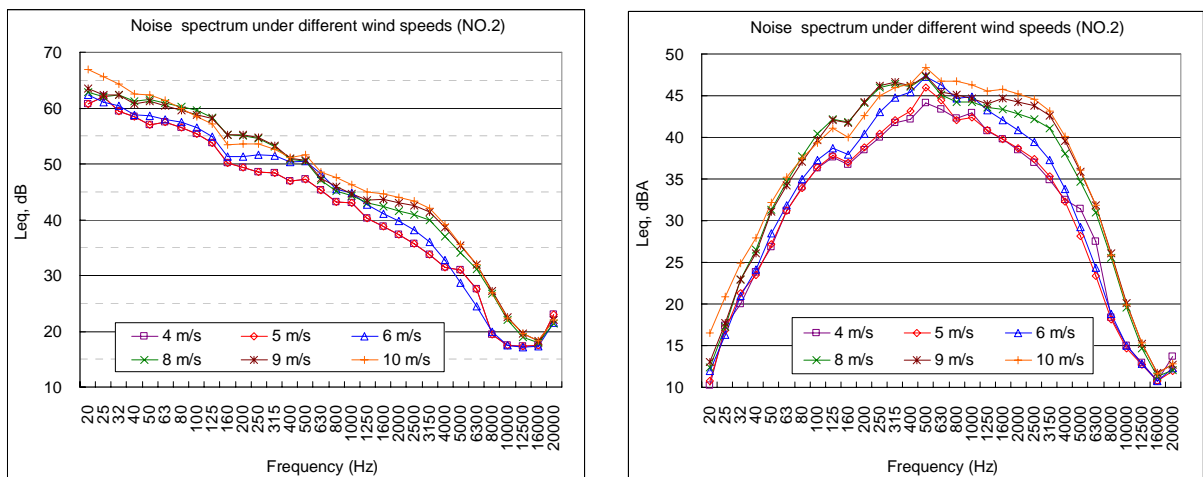 Noise spectrum under different wind speeds (NO.2)
70
60
50
40
30
20
10
Leq, dB
4 m/s 5 m/s 6 m/s
8 m/s 9 m/s 10 m/s
20 25 32 40 50 63 80 100 125 160 200 250 315 400 500 630 800 1000 1250 1600 2000 2500 3150 4000 5000 6300 8000 10000 12500 16000 20000
Frequency (Hz)
Noise spectrum under different wind speeds (NO.2)
50
45
40
35
30
25
20
15
10
Leq, dBA
4 m/s 5 m/s 6 m/s
8 m/s 9 m/s 10 m/s
20 25 32 40 50 63 80 100 125 160 200 250 315 400 500 630 800 1000 1250 1600 2000 2500 3150 4000 5000 6300 8000 10000 12500 16000 20000
Frequency (Hz)